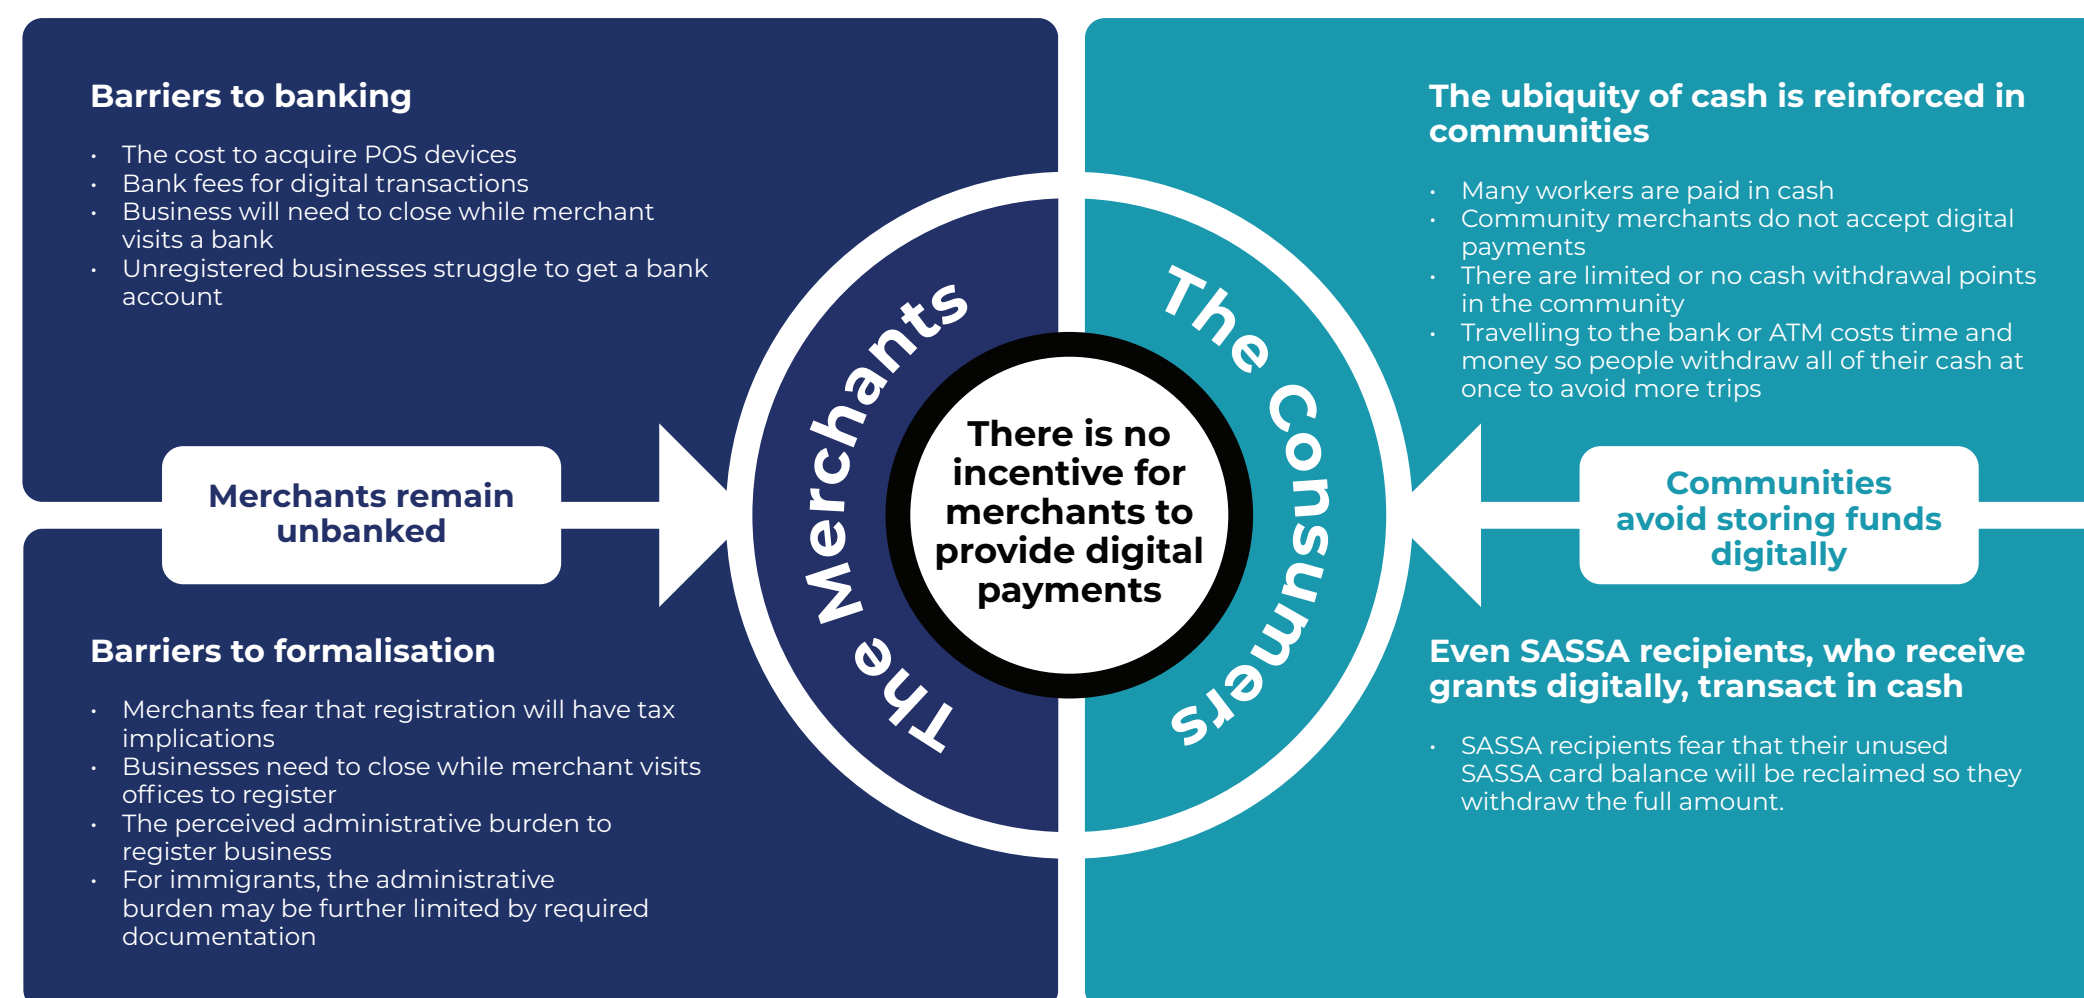 Barriers to banking
• The cost to acquire POS devices
• Bank fees for digital transactions
• Business will need to close while merchant
visits a bank
• Unregistered businesses struggle to get a bank
account
Merchants remain
unbanked
Barriers to formalisation
• Merchants fear that registration will have tax
implications
• Businesses need to close while merchant visits
offices to register
• The perceived administrative burden to
register business
• For immigrants, the administrative
burden may be further limited by required
documentation
The Merchants
There is no
incentive for
merchants to
provide digital
payments
The Consumers
The ubiquity of cash is reinforced in
communities
• Many workers are paid in cash
• Community merchants do not accept digital
payments
• There are limited or no cash withdrawal points
in the community
• Travelling to the bank or ATM costs time and
money so people withdraw all of their cash at
once to avoid more trips
Communities
avoid storing funds
digitally
Even SASSA recipients, who receive
grants digitally, transact in cash
• SASSA recipients fear that their unused
SASSA card balance will be reclaimed so they
withdraw the full amount.